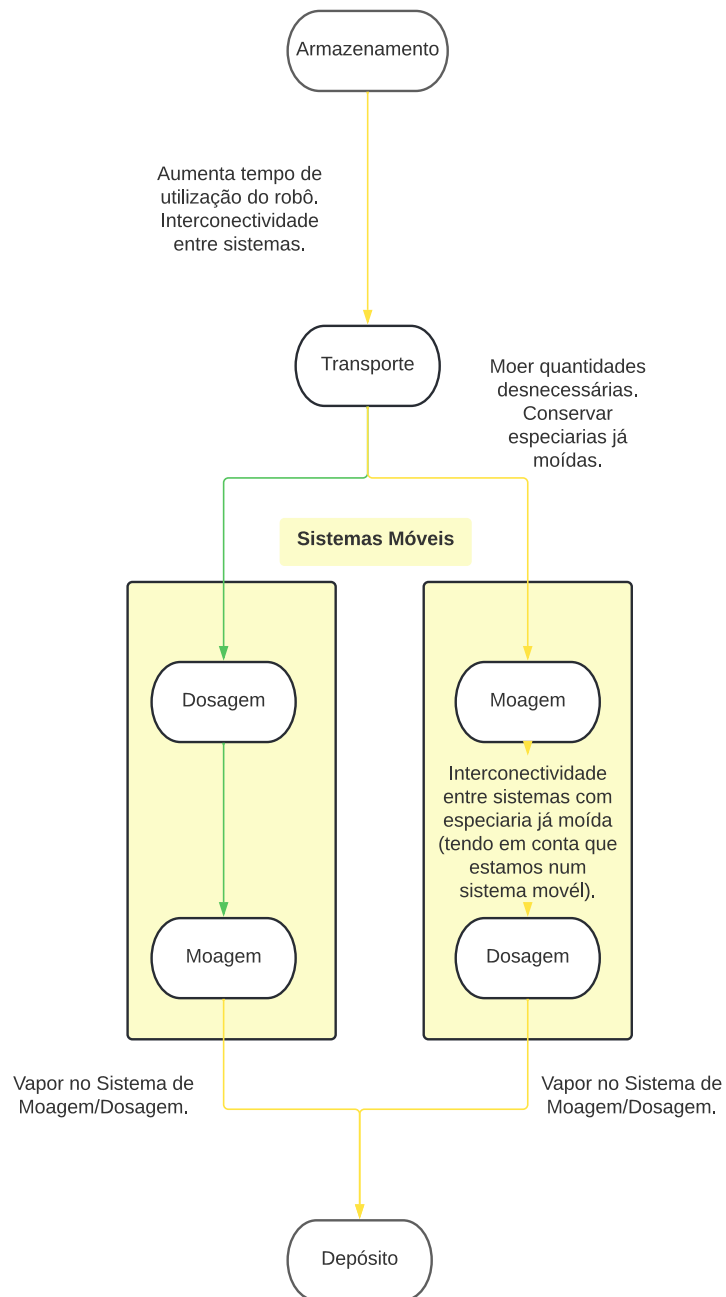 Armazenamento
Aumenta tempo de
utilização do robô.
Interconectividade
entre sistemas.
Transporte
Moer quantidades
desnecessárias.
Conservar
especiarias já
moídas.
Sistemas Móveis
Dosagem
Moagem
Interconectividade
entre sistemas com
especiaria já moída
(tendo em conta que
estamos num
sistema movél).
Moagem
Dosagem
Vapor no Sistema de
Moagem/Dosagem.
Vapor no Sistema de
Moagem/Dosagem.
Depósito